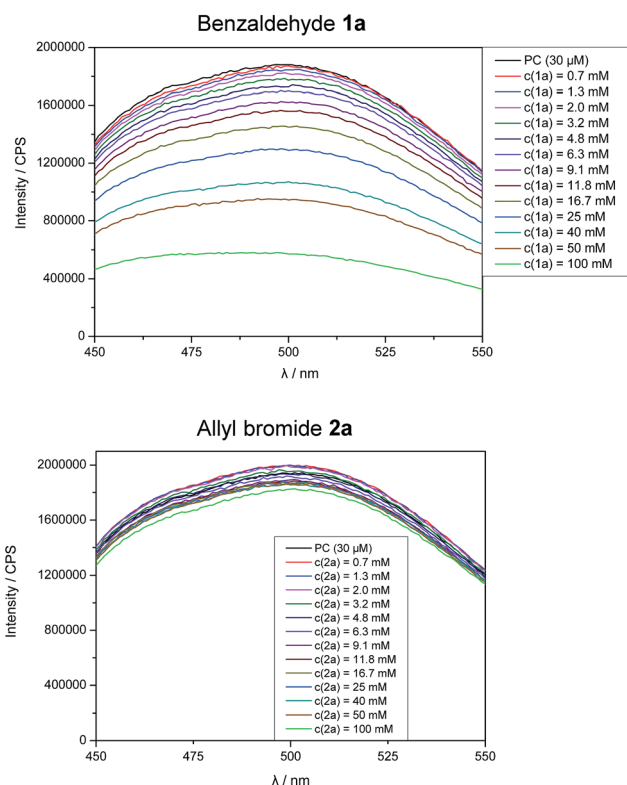 Benzaldehyde 1a
2000000
1600000
1200000
800000
400000
0
Intensity / CPS
450
475
500
525
550
λ / nm
PC (30 µM)
c(1a) = 0.7 mM
c(1a) = 1.3 mM
c(1a) = 2.0 mM
c(1a) = 3.2 mM
c(1a) = 4.8 mM
c(1a) = 6.3 mM
c(1a) = 9.1 mM
c(1a) = 11.8 mM
c(1a) = 16.7 mM
c(1a) = 25 mM
c(1a) = 40 mM
c(1a) = 50 mM
c(1a) = 100 mM
Allyl bromide 2a
2000000
1600000
1200000
800000
400000
0
Intensity / CPS
PC (30 µM)
c(2a) = 0.7 mM
c(2a) = 1.3 mM
c(2a) = 2.0 mM
c(2a) = 3.2 mM
c(2a) = 4.8 mM
c(2a) = 6.3 mM
c(2a) = 9.1 mM
c(2a) = 11.8 mM
c(2a) = 16.7 mM
c(2a) = 25 mM
c(2a) = 40 mM
c(2a) = 50 mM
c(2a) = 100 mM
450
475
500
525
550
λ / nm